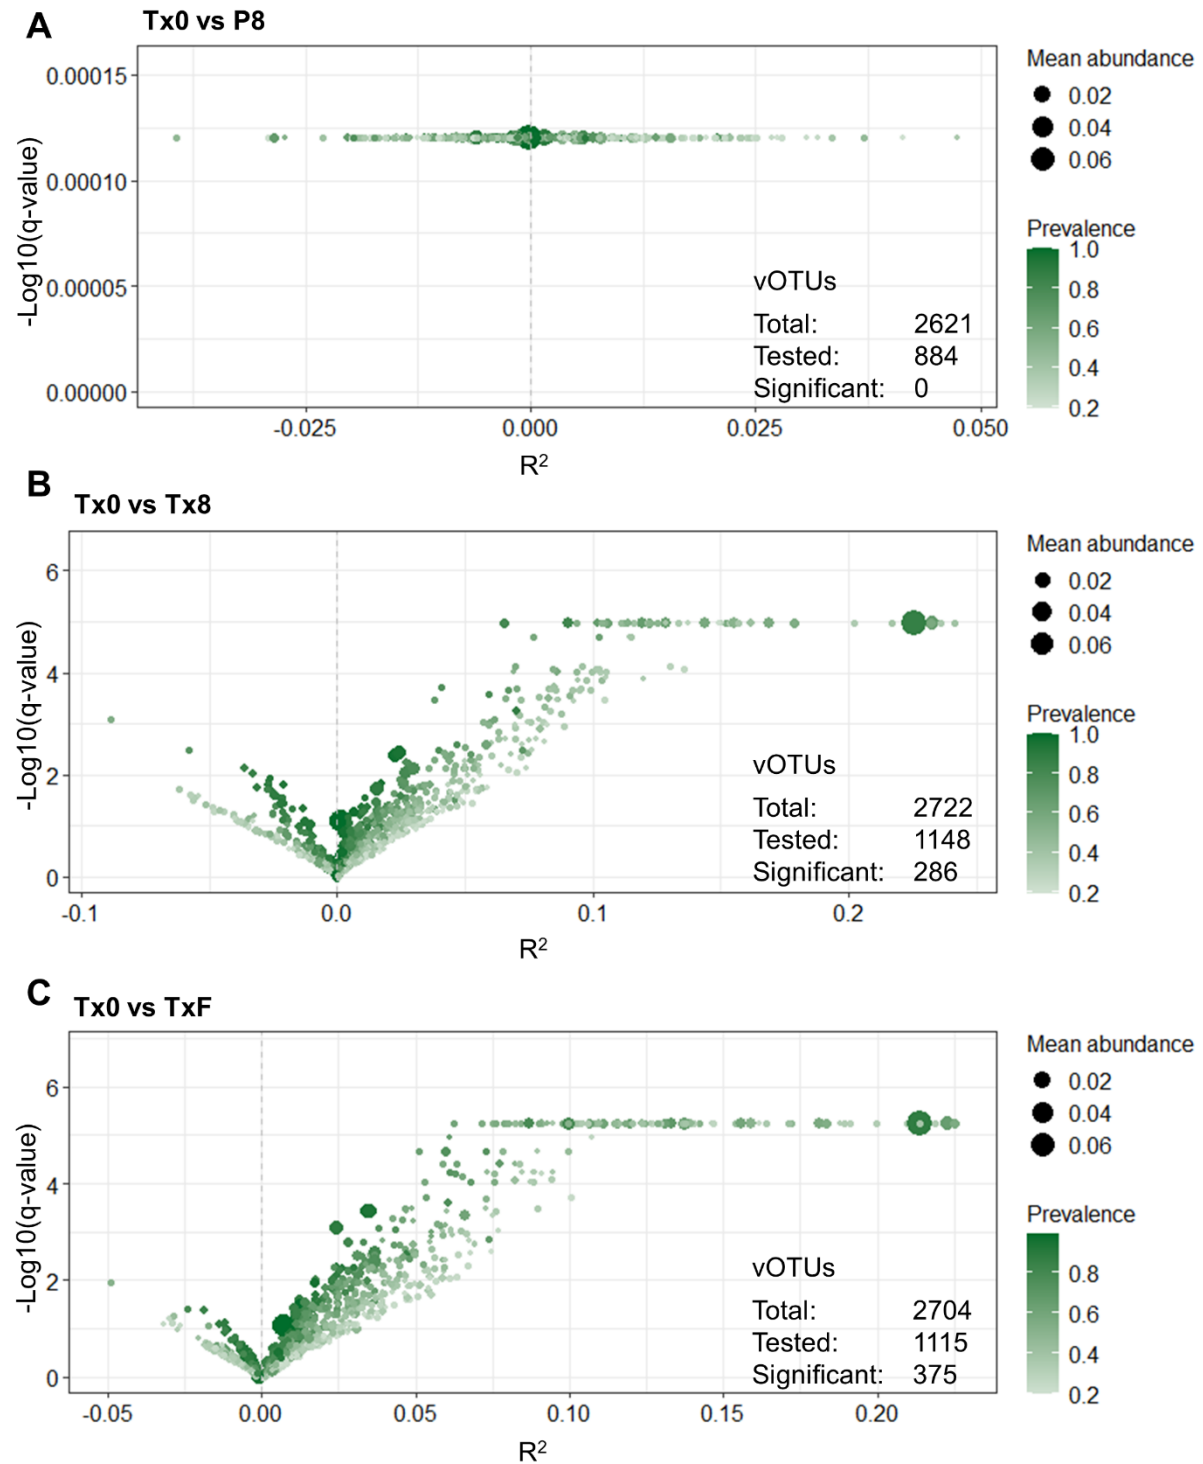 A
Tx0 vs P8
-Log10(q-value)
0.00015
0.00010
0.00005
0.00000
-0.025 0.000 0.025 0.050
R²
vOTUs
Total: 2621
Tested: 884
Significant: 0
Mean abundance
0.02
0.04
0.06
Prevalence
1.0
0.8
0.6
0.4
0.2
B
Tx0 vs Tx8
-Log10(q-value)
6
4
2
0
-0.1 0.0 0.1 0.2
R²
vOTUs
Total: 2722
Tested: 1148
Significant: 286
Mean abundance
0.02
0.04
0.06
Prevalence
1.0
0.8
0.6
0.4
0.2
C
Tx0 vs TxF
-Log10(q-value)
6
4
2
0
-0.05 0.00 0.05 0.10 0.15 0.20
R²
vOTUs
Total: 2704
Tested: 1115
Significant: 375
Mean abundance
0.02
0.04
0.06
Prevalence
0.8
0.6
0.4
0.2